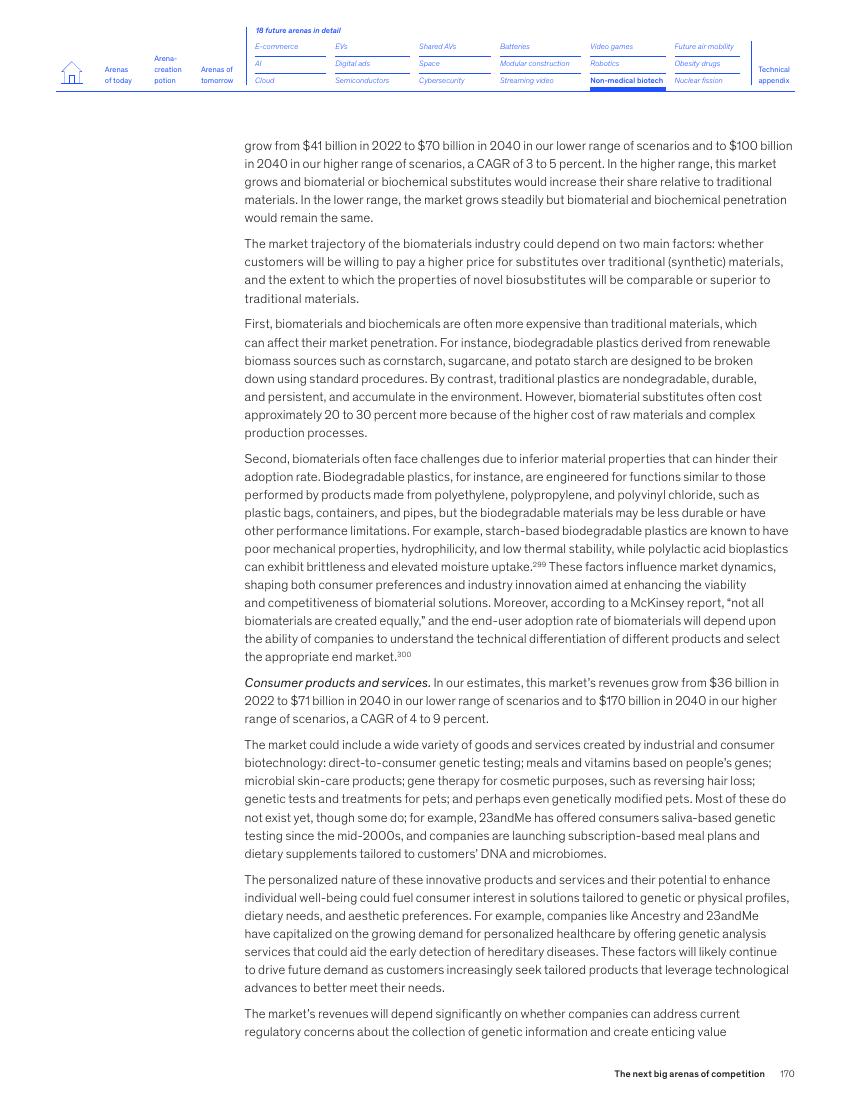 18 future arenas in detail
Arenas of today
Arena-creation potion
Arenas of tomorrow
E-commerce EVs Shared AVs Batteries Video games Future air mobility
AI Digital ads Space Modular construction Robotics Obesity drugs
Cloud Semiconductors Cybersecurity Streaming video Non-medical biotech Nuclear fission
Technical appendix
grow from $41 billion in 2022 to $70 billion in 2040 in our lower range of scenarios and to $100 billion
in 2040 in our higher range of scenarios, a CAGR of 3 to 5 percent. In the higher range, this market
grows and biomaterial or biochemical substitutes would increase their share relative to traditional
materials. In the lower range, the market grows steadily but biomaterial and biochemical penetration
would remain the same.
The market trajectory of the biomaterials industry could depend on two main factors: whether
customers will be willing to pay a higher price for substitutes over traditional (synthetic) materials,
and the extent to which the properties of novel biosubstitutes will be comparable or superior to
traditional materials.
First, biomaterials and biochemicals are often more expensive than traditional materials, which
can affect their market penetration. For instance, biodegradable plastics derived from renewable
biomass sources such as cornstarch, sugarcane, and potato starch are designed to be broken
down using standard procedures. By contrast, traditional plastics are nondegradable, durable,
and persistent, and accumulate in the environment. However, biomaterial substitutes often cost
approximately 20 to 30 percent more because of the higher cost of raw materials and complex
production processes.
Second, biomaterials often face challenges due to inferior material properties that can hinder their
adoption rate. Biodegradable plastics, for instance, are engineered for functions similar to those
performed by products made from polyethylene, polypropylene, and polyvinyl chloride, such as
plastic bags, containers, and pipes, but the biodegradable materials may be less durable or have
other performance limitations. For example, starch-based biodegradable plastics are known to have
poor mechanical properties, hydrophilicity, and low thermal stability, while polylactic acid bioplastics
can exhibit brittleness and elevated moisture uptake.299 These factors influence market dynamics,
shaping both consumer preferences and industry innovation aimed at enhancing the viability
and competitiveness of biomaterial solutions. Moreover, according to a McKinsey report, “not all
biomaterials are created equally,” and the end-user adoption rate of biomaterials will depend upon
the ability of companies to understand the technical differentiation of different products and select
the appropriate end market.300
Consumer products and services. In our estimates, this market’s revenues grow from $36 billion in
2022 to $71 billion in 2040 in our lower range of scenarios and to $170 billion in 2040 in our higher
range of scenarios, a CAGR of 4 to 9 percent.
The market could include a wide variety of goods and services created by industrial and consumer
biotechnology: direct-to-consumer genetic testing; meals and vitamins based on people’s genes;
microbial skin-care products; gene therapy for cosmetic purposes, such as reversing hair loss;
genetic tests and treatments for pets; and perhaps even genetically modified pets. Most of these do
not exist yet, though some do; for example, 23andMe has offered consumers saliva-based genetic
testing since the mid-2000s, and companies are launching subscription-based meal plans and
dietary supplements tailored to customers’ DNA and microbiomes.
The personalized nature of these innovative products and services and their potential to enhance
individual well-being could fuel consumer interest in solutions tailored to genetic or physical profiles,
dietary needs, and aesthetic preferences. For example, companies like Ancestry and 23andMe
have capitalized on the growing demand for personalized healthcare by offering genetic analysis
services that could aid the early detection of hereditary diseases. These factors will likely continue
to drive future demand as customers increasingly seek tailored products that leverage technological
advances to better meet their needs.
The market’s revenues will depend significantly on whether companies can address current
regulatory concerns about the collection of genetic information and create enticing value
The next big arenas of competition 170